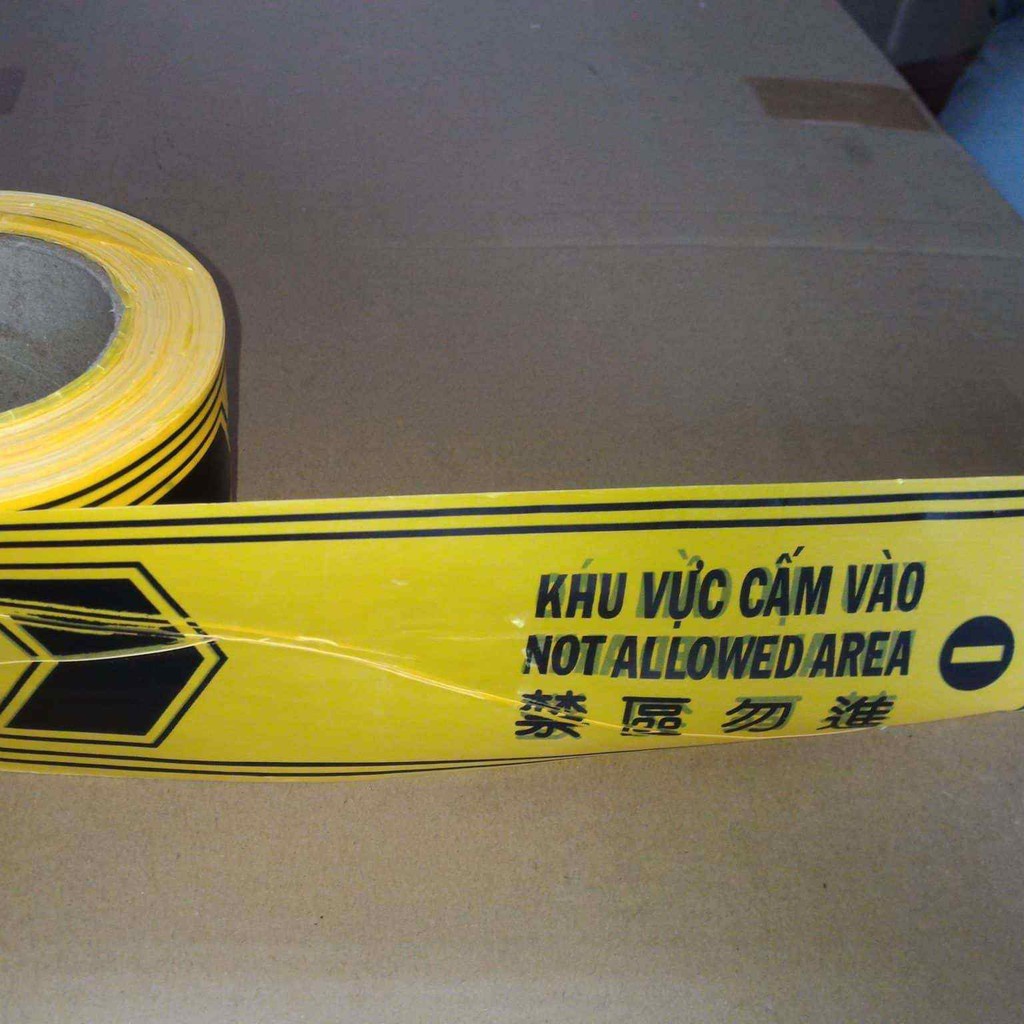 KHU VỰC CẤM VÀO
NOT ALLOWED AREA
禁區勿進